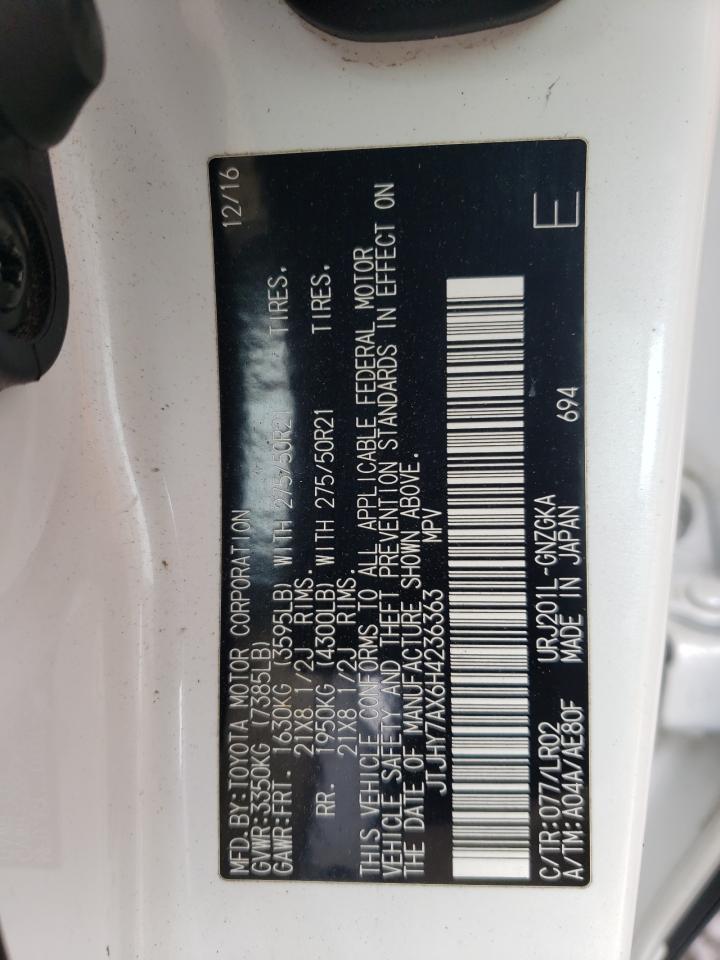 MFD. BY:TOYOTA MOTOR CORPORATION 12/16
GVWR:3350KG (7385LB)
GAWR:FRT. 1630KG (3595LB) WITH 275/50R21 TIRES.
21X8 1/2J RIMS.
RR. 1950KG (4300LB) WITH 275/50R21 TIRES.
21X8 1/2J RIMS.
THIS VEHICLE CONFORMS TO ALL APPLICABLE FEDERAL MOTOR
VEHICLE SAFETY AND THEFT PREVENTION STANDARDS IN EFFECT ON
THE DATE OF MANUFACTURE SHOWN ABOVE.
JTJHY7AX6H4236363 MPV
C/TR:077/LR02 URJ201L-GNZGKA E
A/TM:A04A/AE80F MADE IN JAPAN 694